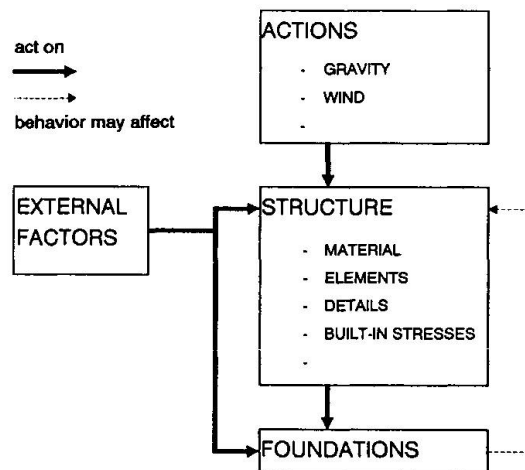 act on
behavior may affect
ACTIONS
- GRAVITY
- WIND
-
EXTERNAL
FACTORS
STRUCTURE
- MATERIAL
- ELEMENTS
- DETAILS
- BUILT-IN STRESSES
-
FOUNDATIONS